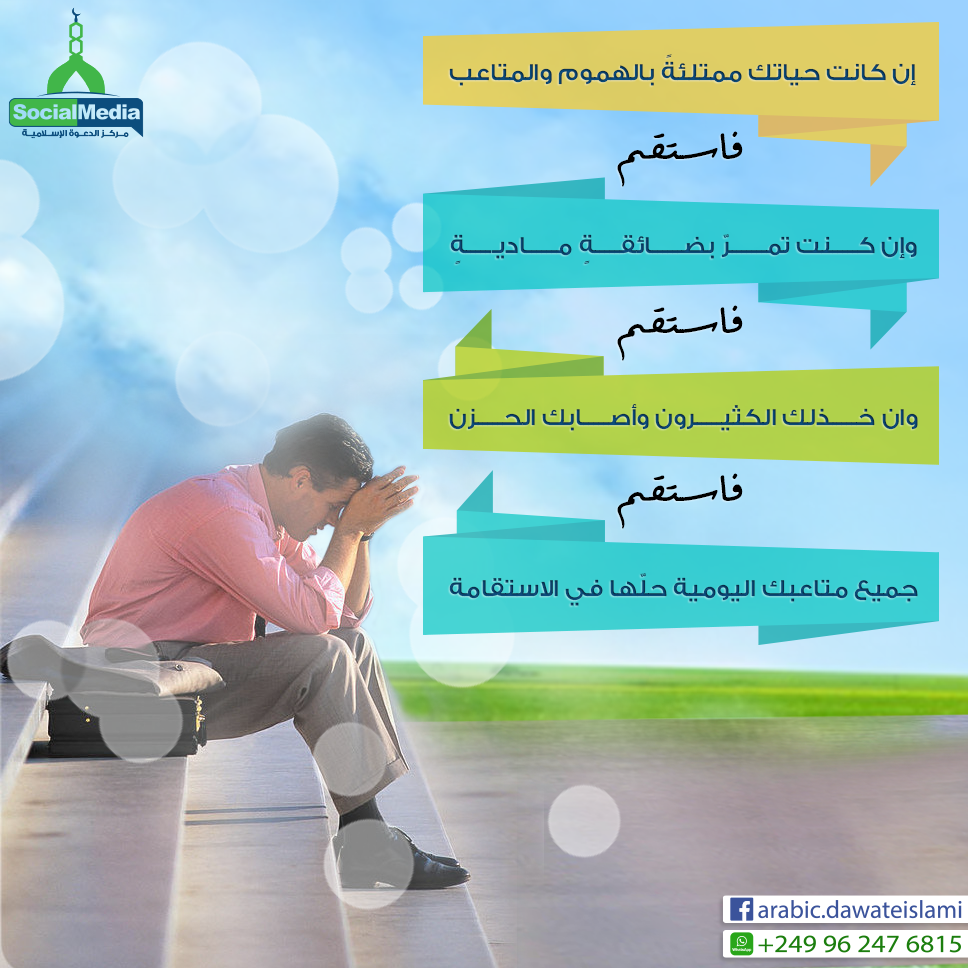 SocialMedia
مركز الدعوة الإسلامية
إن كانت حياتك ممتلئةً بالهموم والمتاعب
فاستقم
وإن كنت تمرّ بضائقةٍ ماديةٍ
فاستقم
وان خذلك الكثيرون وأصابك الحزن
فاستقم
جميع متاعبك اليومية حلّها في الاستقامة
arabic.dawateislami
WhatsApp
+249 96 247 6815